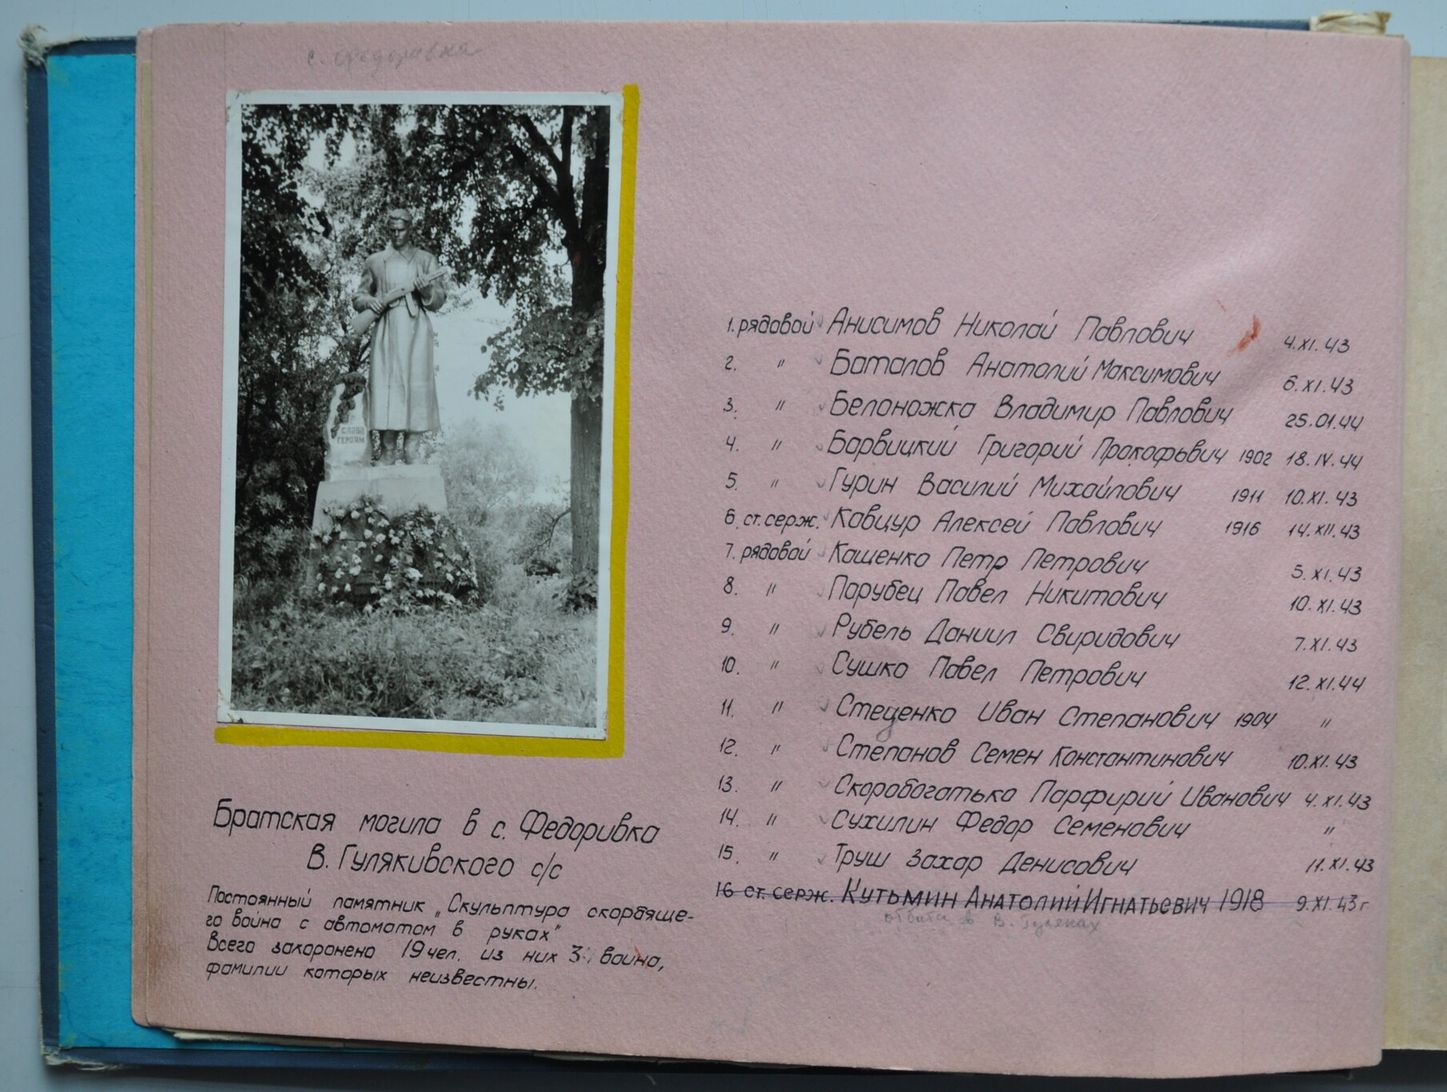 с. Федоравка
СЛАВА
ГЕРОЯМ
Братская могила в с. Федоривка
В. Гулякивского с/с
Постоянный памятник „Скульптура скорбяще-
го война с автоматом в руках"
Всего захоронено 19 чел. из них 3 война,
фамилии которых неизвестны.
1. рядовой Анисимов Николай Павлович 4.XI.43
2. " Баталов Анатолий Максимович 6.XI.43
3. " Белоножка Владимир Павлович 25.01.44
4. " Барвицкий Григорий Прокофьвич 1902 18.IV.44
5. " Гурин Василий Михайлович 1911 10.XI.43
6. ст. серж. Кавцур Алексей Павлович 1916 14.XII.43
7. рядовой Кащенко Петр Петрович 5.XI.43
8. " Парубец Павел Никитович 10.XI.43
9. " Рубель Даниил Свиридович 7.XI.43
10. " Сушко Павел Петрович 12.XI.44
11. " Стеценко Иван Степанович 1904 "
12. " Степанов Семен Константинович 10.XI.43
13. " Скоробогатько Парфирий Иванович 4.XI.43
14. " Сухилин Федор Семенович "
15. " Труш Захар Денисович 11.XI.43
16 ст. серж. Кутьмин Анатолий Игнатьевич 1918 9.XI.43 г
в В. Гуляках